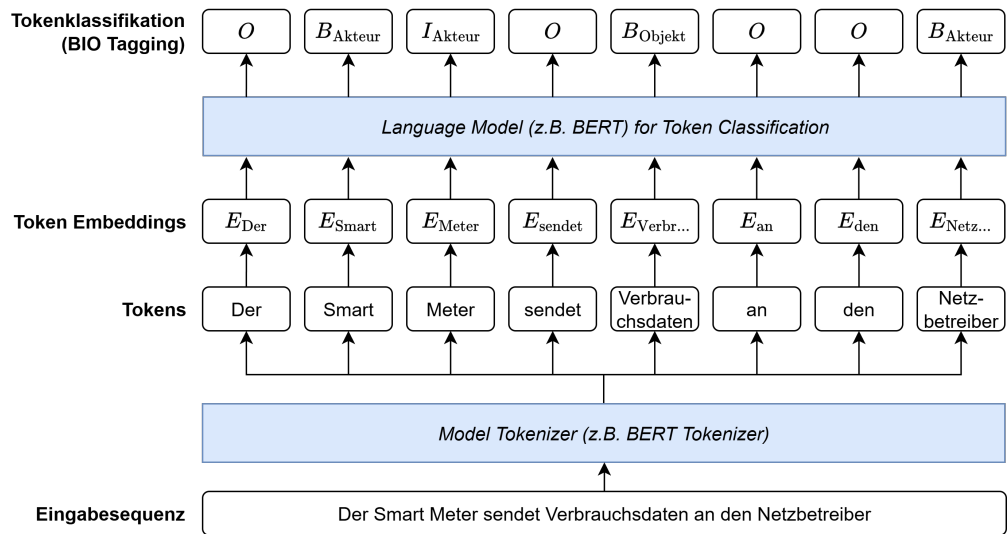 Tokenklassifikation
(BIO Tagging)
O B_Akteur I_Akteur O B_Objekt O O B_Akteur
Language Model (z.B. BERT) for Token Classification
Token Embeddings
E_Der E_Smart E_Meter E_sendet E_Verbr... E_an E_den E_Netz...
Tokens
Der Smart Meter sendet Verbrau-
chsdaten an den Netz-
betreiber
Model Tokenizer (z.B. BERT Tokenizer)
Eingabesequenz
Der Smart Meter sendet Verbrauchsdaten an den Netzbetreiber